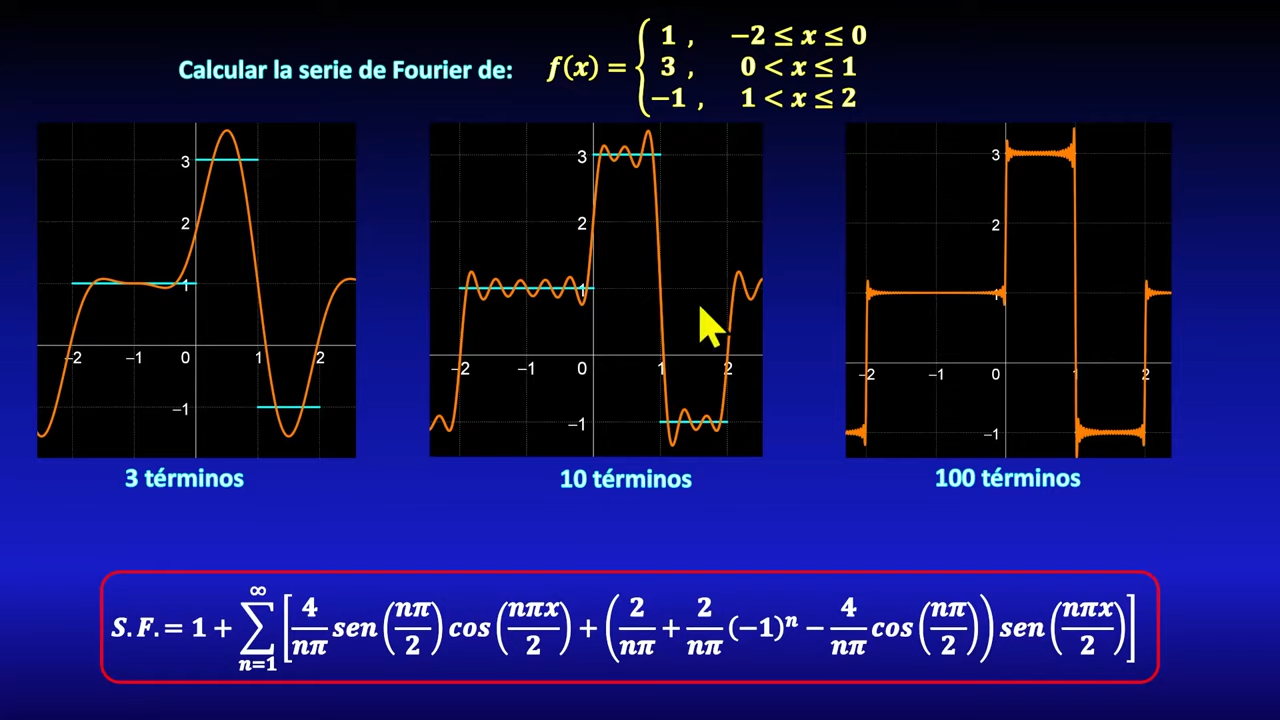 Calcular la serie de Fourier de: f(x) = { 1 , −2 ≤ x ≤ 0
3 , 0 < x ≤ 1
−1 , 1 < x ≤ 2
3
2
1
−2 −1 0 1 2
−1
3 términos
3
2
1
−2 −1 0 1 2
−1
10 términos
3
2
1
−2 −1 0 1 2
−1
100 términos
S.F. = 1 + ∑_{n=1}^{∞} [ 4/nπ sen(nπ/2) cos(nπx/2) + ( 2/nπ + 2/nπ (−1)ⁿ − 4/nπ cos(nπ/2) ) sen(nπx/2) ]